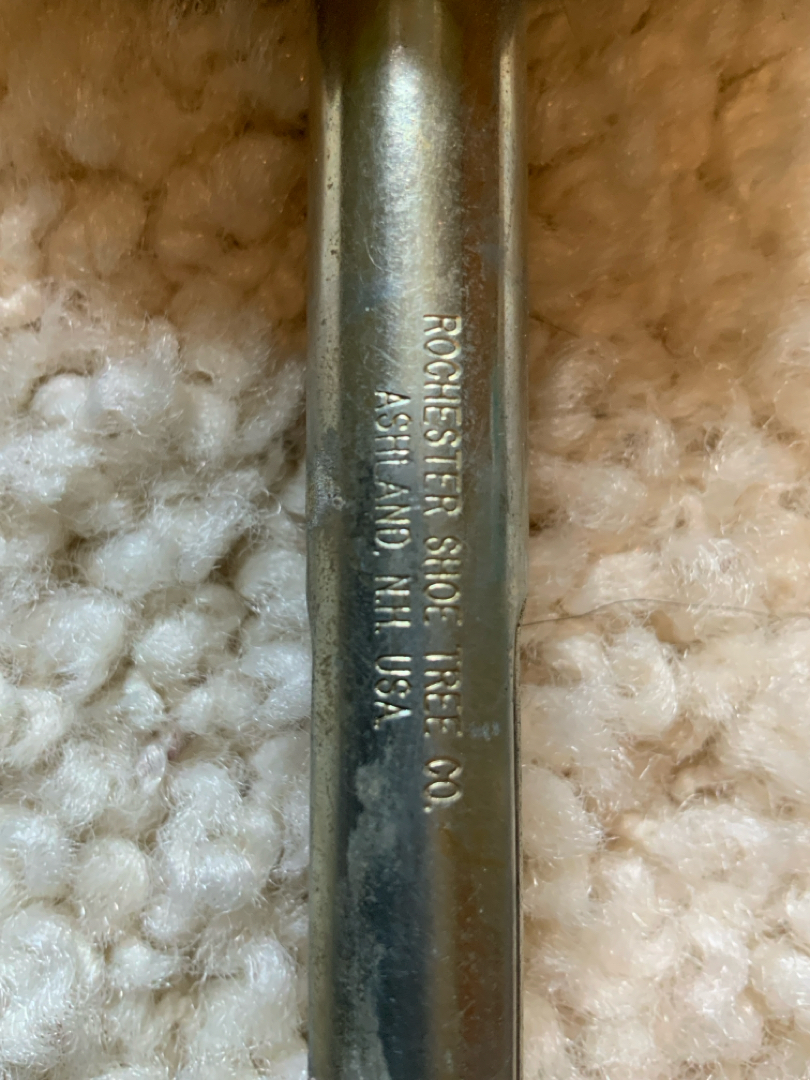 ROCHESTER SHOE TREE CO.
ASHLAND, N.H. USA.